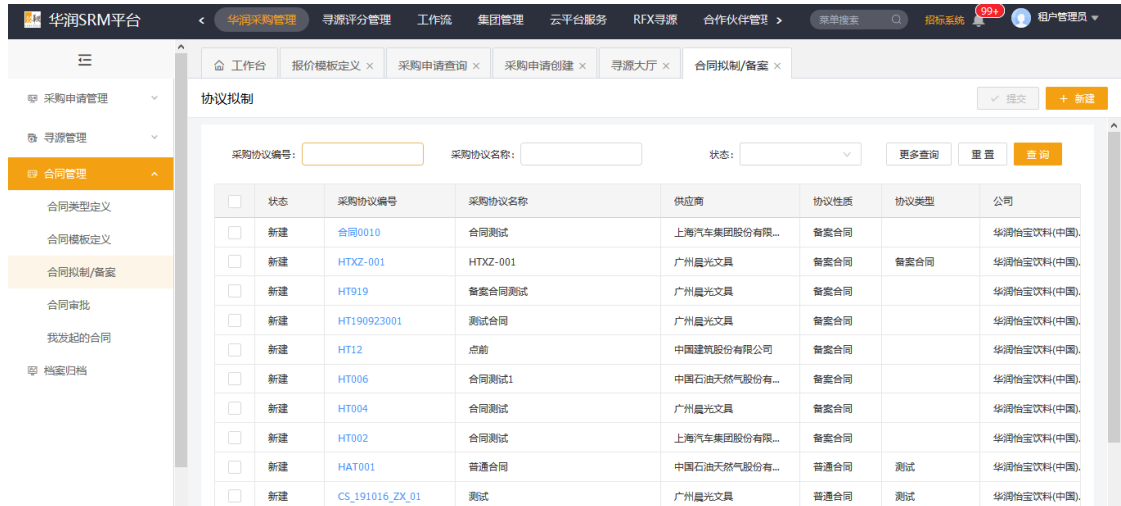 华润SRM平台
华润采购管理 寻源评分管理 工作流 集团管理 云平台服务 RFX寻源 合作伙伴管理 菜单搜索 招标系统 99+ 租户管理员
工作台 报价模板定义 × 采购申请查询 × 采购申请创建 × 寻源大厅 × 合同拟制/备案 ×
采购申请管理
寻源管理
合同管理
合同类型定义
合同模板定义
合同拟制/备案
合同审批
我发起的合同
档案归档
协议拟制 提交 + 新建
采购协议编号: 采购协议名称: 状态: 更多查询 重置 查询
状态 采购协议编号 采购协议名称 供应商 协议性质 协议类型 公司
新建 合同0010 合同测试 上海汽车集团股份有限... 备案合同 华润怡宝饮料(中国).
新建 HTXZ-001 HTXZ-001 广州晨光文具 备案合同 备案合同 华润怡宝饮料(中国).
新建 HT919 备案合同测试 广州晨光文具 备案合同 华润怡宝饮料(中国).
新建 HT190923001 测试合同 广州晨光文具 备案合同 华润怡宝饮料(中国).
新建 HT12 点前 中国建筑股份有限公司 备案合同 华润怡宝饮料(中国).
新建 HT006 合同测试1 中国石油天然气股份有... 备案合同 华润怡宝饮料(中国).
新建 HT004 合同测试 广州晨光文具 备案合同 华润怡宝饮料(中国).
新建 HT002 合同测试 上海汽车集团股份有限... 备案合同 华润怡宝饮料(中国).
新建 HAT001 普通合同 中国石油天然气股份有... 普通合同 测试 华润怡宝饮料(中国).
新建 CS_191016_ZX_01 测试 广州晨光文具 普通合同 测试 华润怡宝饮料(中国).